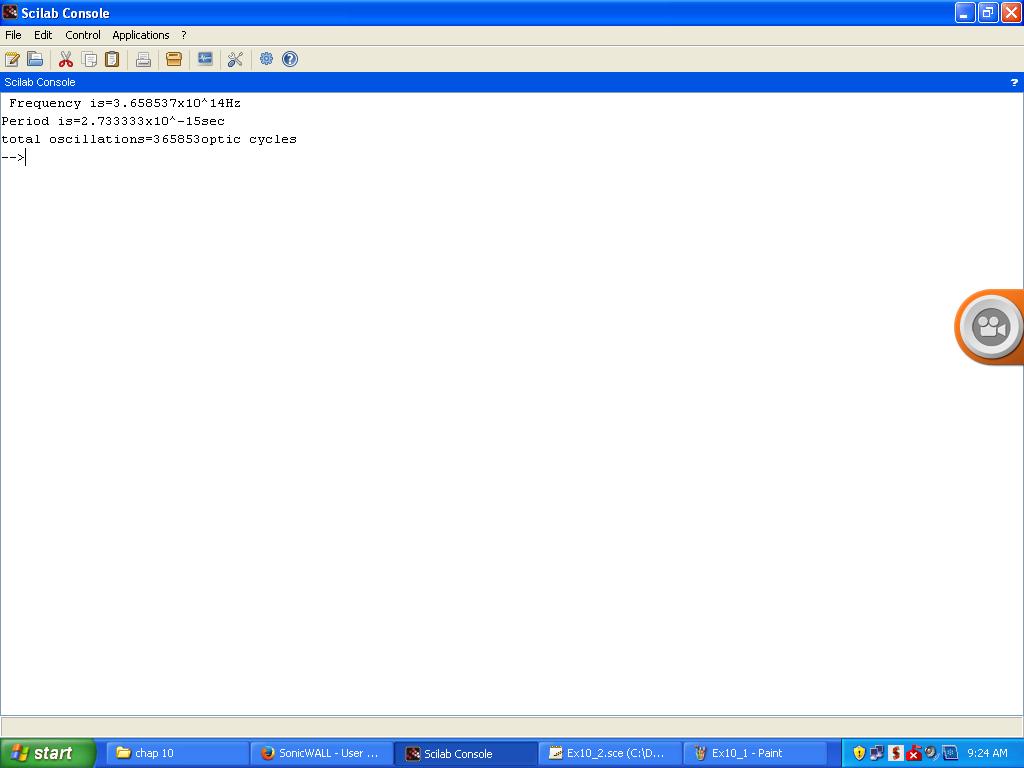 Scilab Console
File Edit Control Applications ?
Scilab Console ?
Frequency is=3.658537x10^14Hz
Period is=2.733333x10^-15sec
total oscillations=365853optic cycles
-->
start chap 10 SonicWALL - User ... Scilab Console Ex10_2.sce (C:\D... Ex10_1 - Paint 9:24 AM